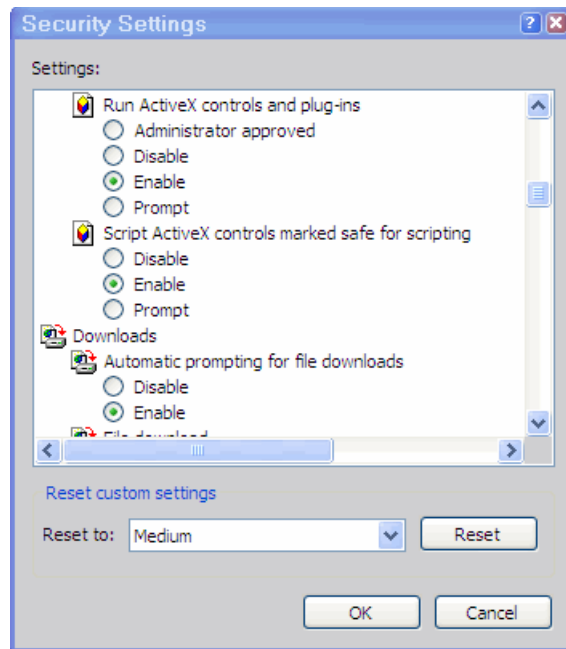 Security Settings
Settings:
Run ActiveX controls and plug-ins
Administrator approved
Disable
Enable
Prompt
Script ActiveX controls marked safe for scripting
Disable
Enable
Prompt
Downloads
Automatic prompting for file downloads
Disable
Enable
File download
Reset custom settings
Reset to: Medium Reset
OK Cancel